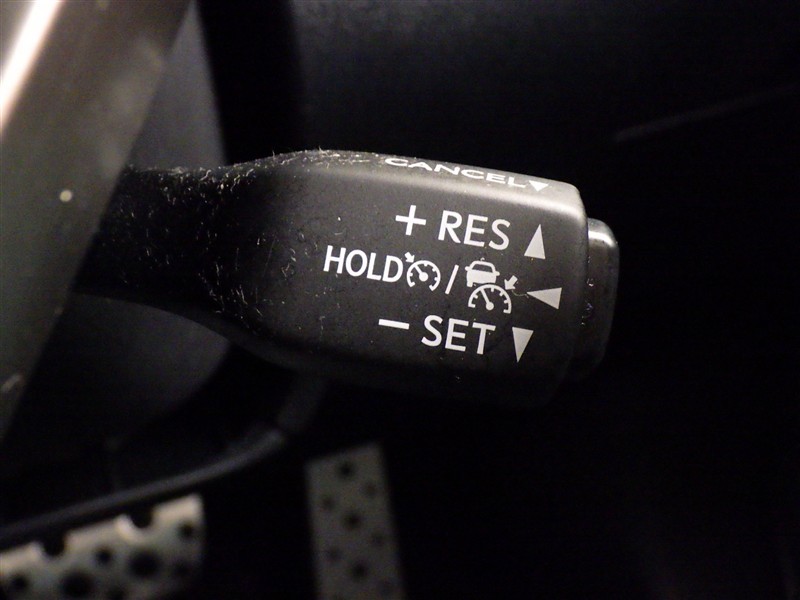 CANCEL▼
+ RES ▲
HOLD / ◀
− SET ▼